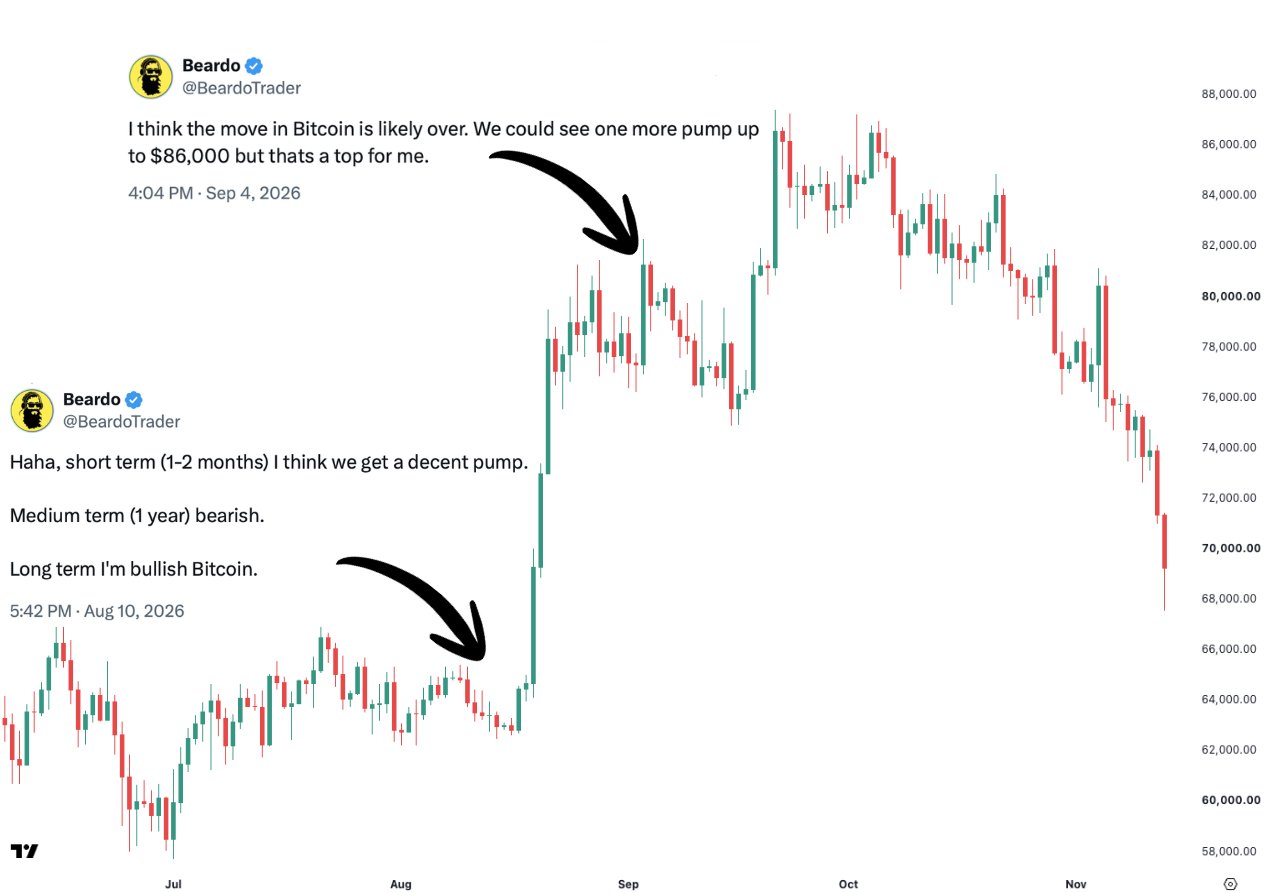 Beardo
@BeardoTrader
I think the move in Bitcoin is likely over. We could see one more pump up
to $86,000 but thats a top for me.
4:04 PM · Sep 4, 2026
Beardo
@BeardoTrader
Haha, short term (1-2 months) I think we get a decent pump.
Medium term (1 year) bearish.
Long term I'm bullish Bitcoin.
5:42 PM · Aug 10, 2026
88,000.00
86,000.00
84,000.00
82,000.00
80,000.00
78,000.00
76,000.00
74,000.00
72,000.00
70,000.00
68,000.00
66,000.00
64,000.00
62,000.00
60,000.00
58,000.00
Jul
Aug
Sep
Oct
Nov